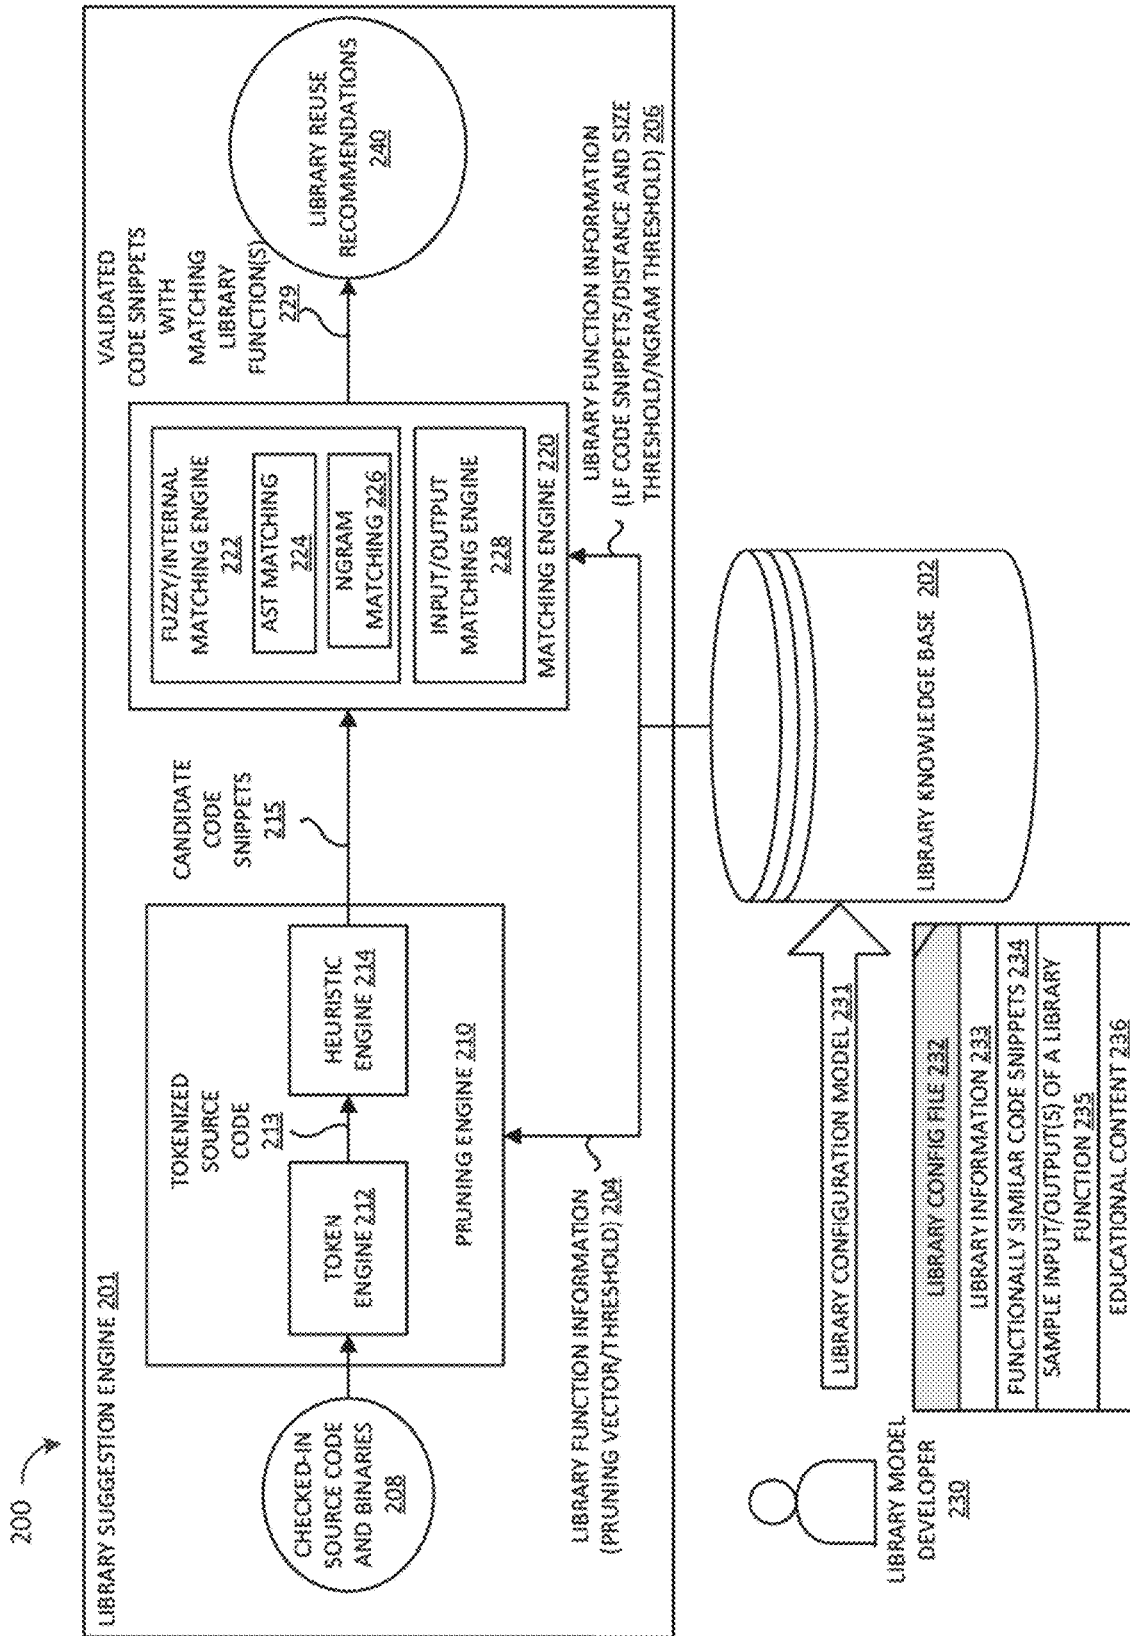 200
LIBRARY SUGGESTION ENGINE 201
CHECKED-IN
SOURCE CODE
AND BINARIES
208
TOKENIZED
SOURCE
CODE
213
TOKEN
ENGINE 212
HEURISTIC
ENGINE 214
PRUNING ENGINE 210
CANDIDATE
CODE
SNIPPETS
215
FUZZY/INTERNAL
MATCHING ENGINE
222
AST MATCHING
224
NGRAM
MATCHING 226
INPUT/OUTPUT
MATCHING ENGINE
228
MATCHING ENGINE 220
VALIDATED
CODE SNIPPETS
WITH
MATCHING
LIBRARY
FUNCTION(S)
229
LIBRARY REUSE
RECOMMENDATIONS
240
LIBRARY FUNCTION INFORMATION
(PRUNING VECTOR/THRESHOLD) 204
LIBRARY FUNCTION INFORMATION
(LF CODE SNIPPETS/DISTANCE AND SIZE
THRESHOLD/NGRAM THRESHOLD) 206
LIBRARY MODEL
DEVELOPER
230
LIBRARY CONFIGURATION MODEL 231
LIBRARY CONFIG FILE 232
LIBRARY INFORMATION 233
FUNCTIONALLY SIMILAR CODE SNIPPETS 234
SAMPLE INPUT/OUTPUT(S) OF A LIBRARY
FUNCTION 235
EDUCATIONAL CONTENT 236
LIBRARY KNOWLEDGE BASE 202